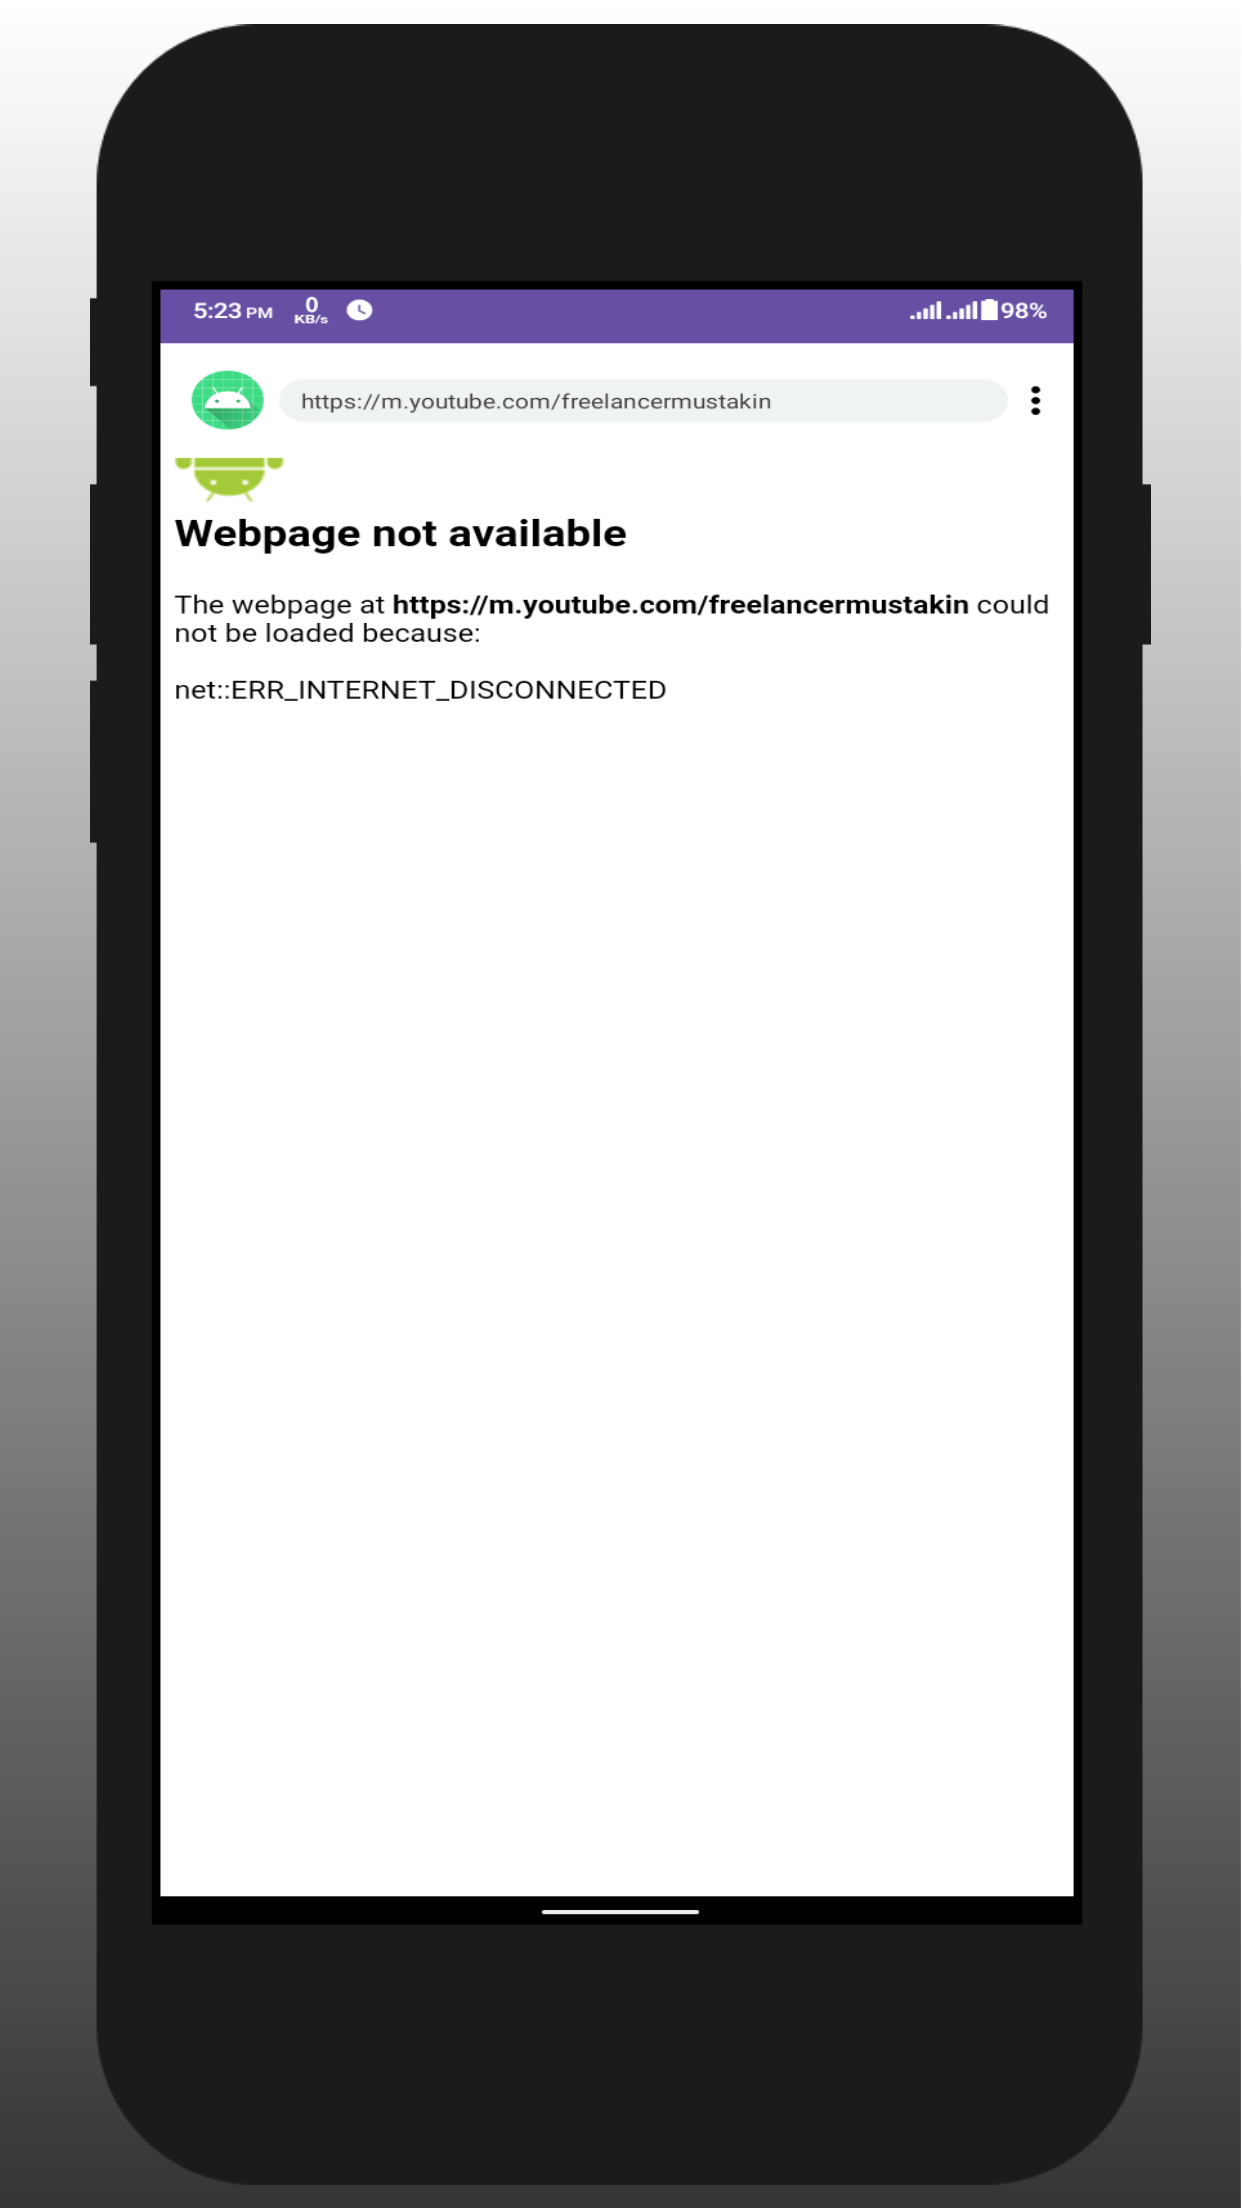 5:23 PM 0 KB/s 98%
https://m.youtube.com/freelancermustakin
Webpage not available
The webpage at https://m.youtube.com/freelancermustakin could
not be loaded because:
net::ERR_INTERNET_DISCONNECTED